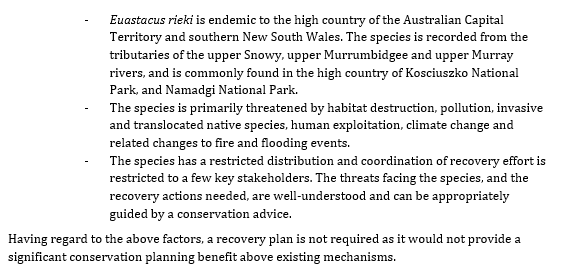 - Euastacus rieki is endemic to the high country of the Australian Capital
Territory and southern New South Wales. The species is recorded from the
tributaries of the upper Snowy, upper Murrumbidgee and upper Murray
rivers, and is commonly found in the high country of Kosciuszko National
Park, and Namadgi National Park.
- The species is primarily threatened by habitat destruction, pollution, invasive
and translocated native species, human exploitation, climate change and
related changes to fire and flooding events.
- The species has a restricted distribution and coordination of recovery effort is
restricted to a few key stakeholders. The threats facing the species, and the
recovery actions needed, are well-understood and can be appropriately
guided by a conservation advice.
Having regard to the above factors, a recovery plan is not required as it would not provide a
significant conservation planning benefit above existing mechanisms.